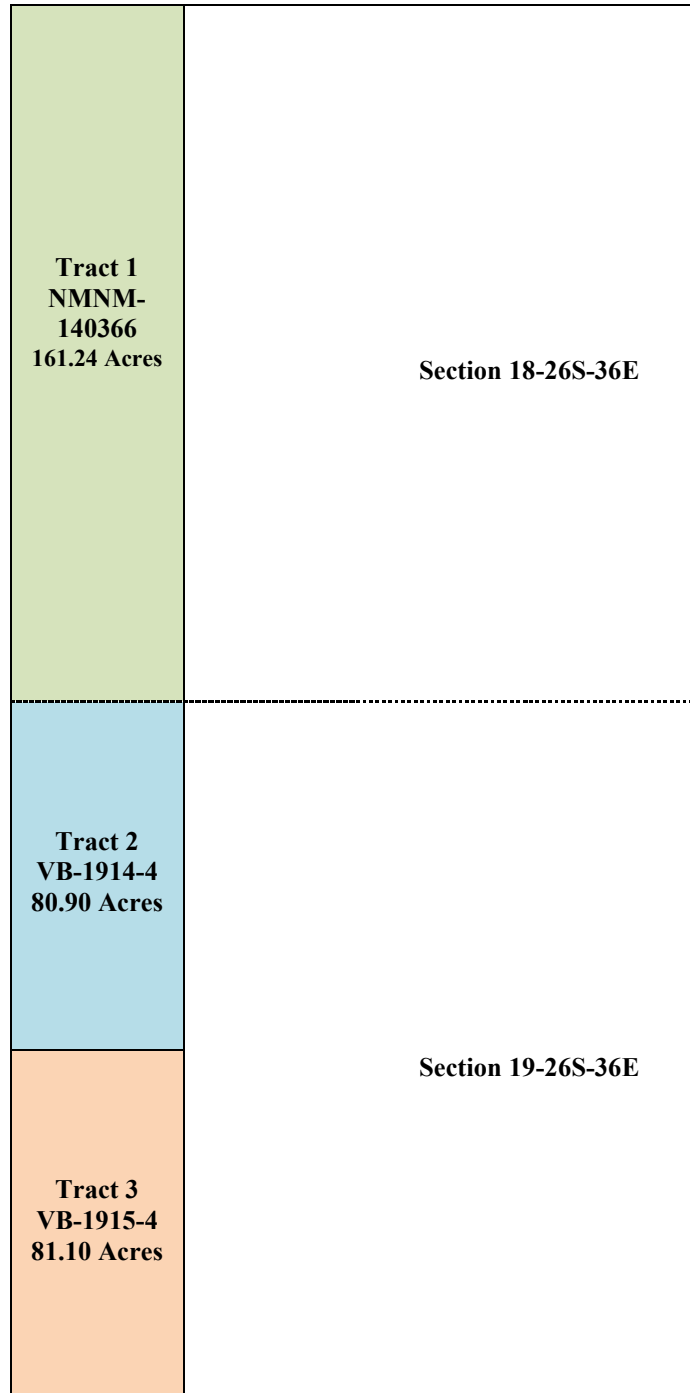 Tract 1
NMNM-
140366
161.24 Acres
Section 18-26S-36E
Tract 2
VB-1914-4
80.90 Acres
Section 19-26S-36E
Tract 3
VB-1915-4
81.10 Acres